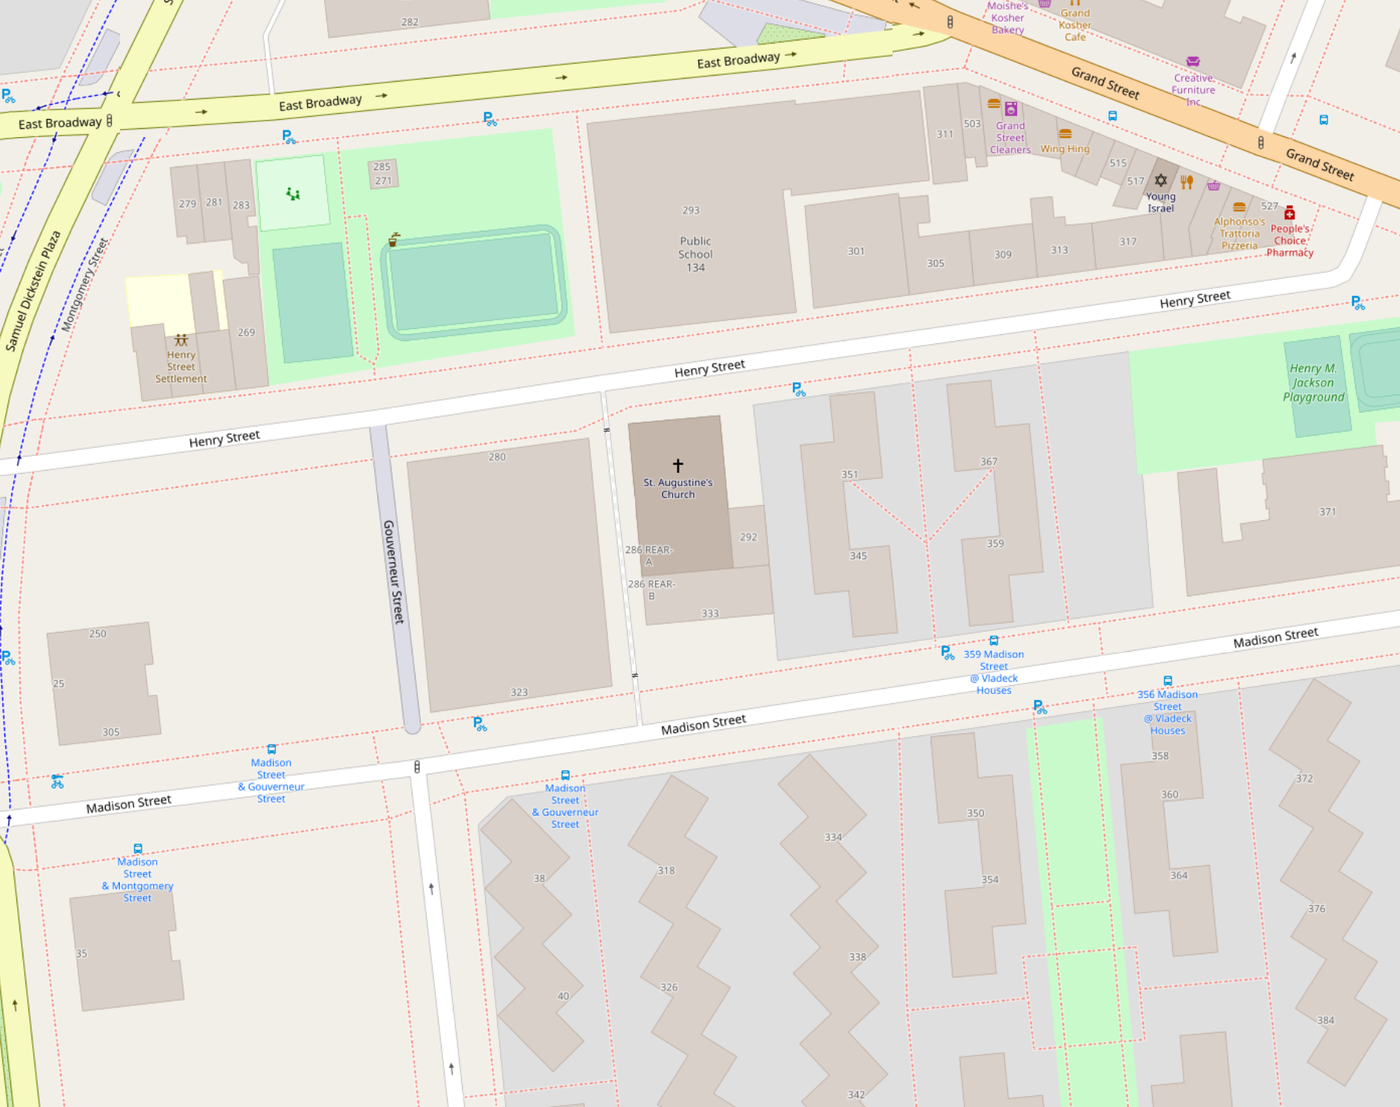 282
Moishe's
Kosher
Bakery
Grand
Kosher
Cafe
East Broadway
Grand Street
Creative
Furniture
Inc
East Broadway
East Broadway
311
503
Grand
Street
Cleaners
Wing Hing
515
517
Young
Israel
527
Alphonso's
Trattoria
Pizzeria
People's
Choice
Pharmacy
Grand Street
285
271
279
281
283
293
Public
School
134
301
305
309
313
317
Samuel Dickstein Plaza
Montgomery Street
269
Henry
Street
Settlement
Henry Street
Henry Street
Henry Street
Henry M.
Jackson
Playground
280
St. Augustine's
Church
351
367
371
Gouverneur Street
286 REAR-
A
292
345
359
286 REAR-
B
333
250
25
305
323
359 Madison
Street
@ Vladeck
Houses
Madison Street
356 Madison
Street
@ Vladeck
Houses
Madison Street
Madison
Street
& Gouverneur
Street
Madison Street
Madison
Street
& Gouverneur
Street
Madison
Street
& Montgomery
Street
358
360
372
350
334
318
38
354
364
376
35
338
326
40
384
342